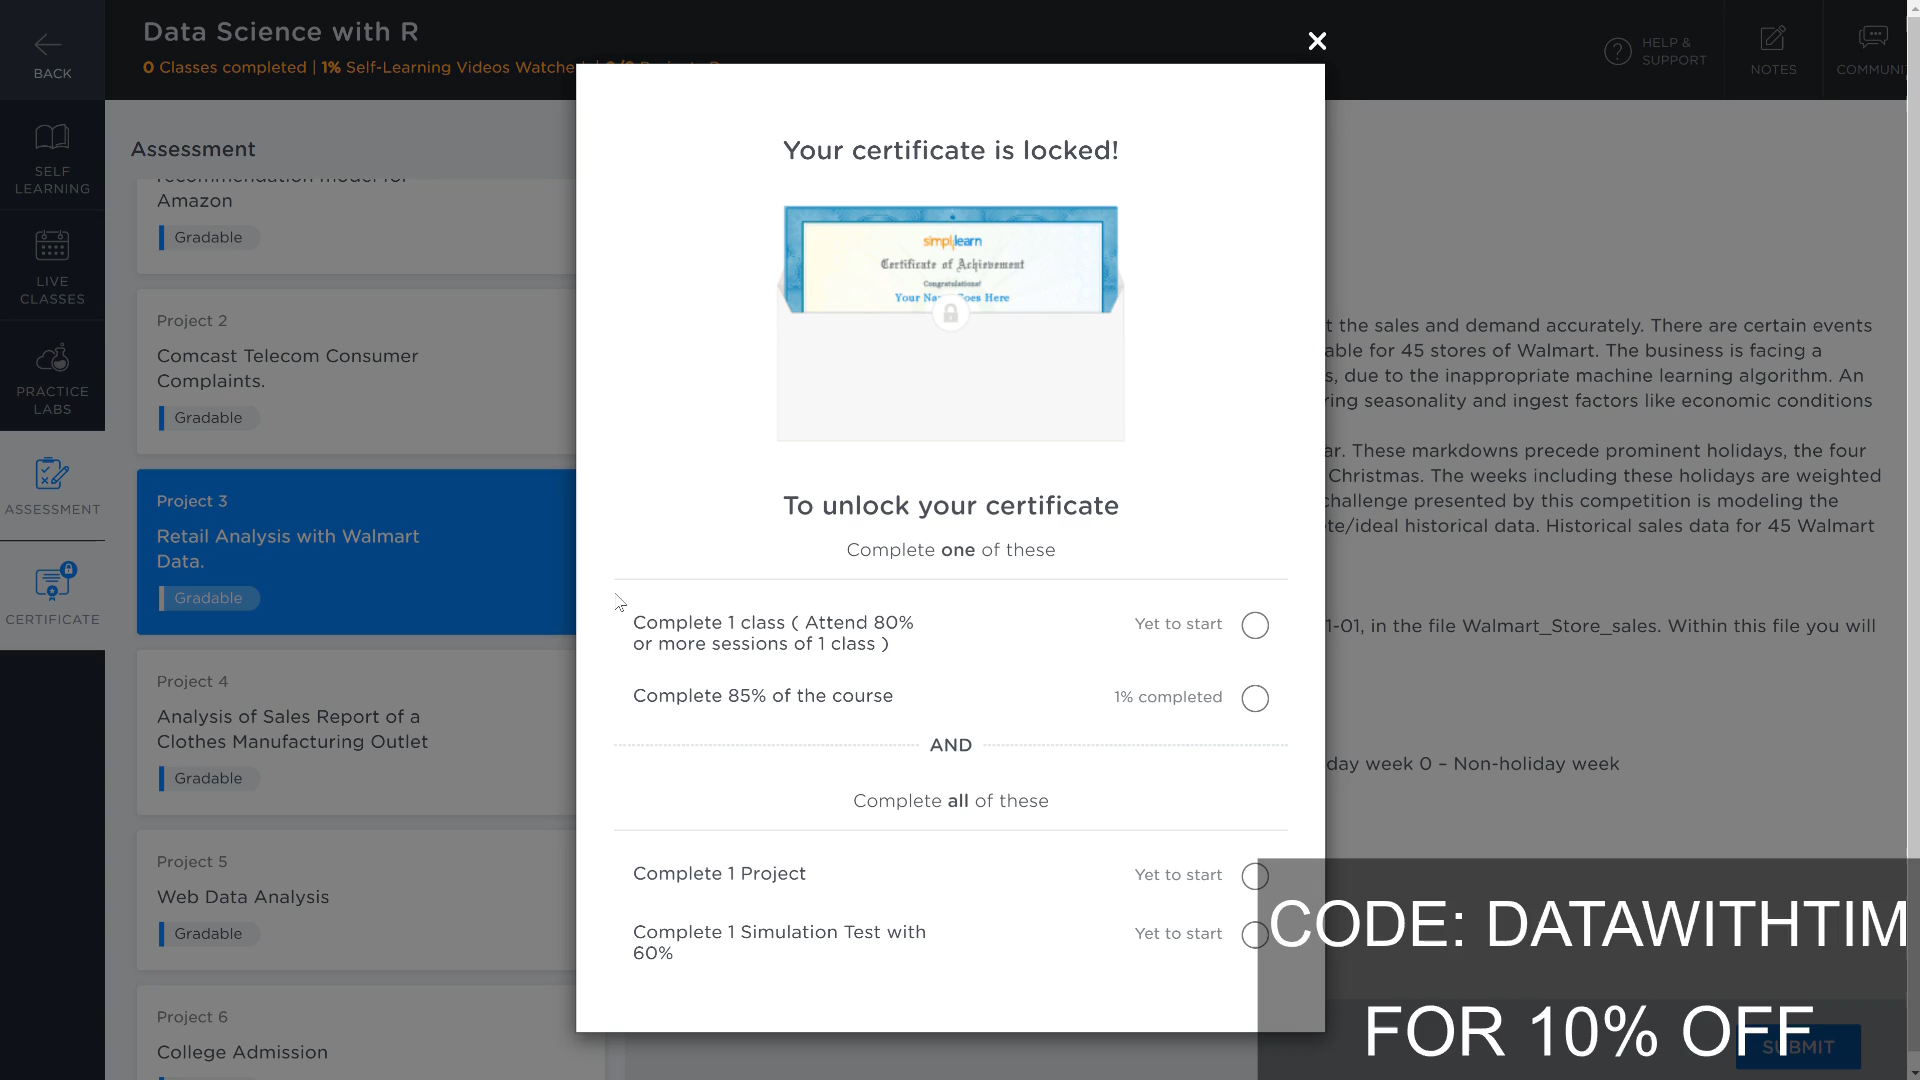 BACK
Data Science with R
0 Classes completed | 1% Self-Learning Videos Watche
HELP &
SUPPORT
NOTES
COMMUNI
SELF
LEARNING
LIVE
CLASSES
PRACTICE
LABS
ASSESSMENT
CERTIFICATE
Assessment
recommendation model for
Amazon
Gradable
Project 2
Comcast Telecom Consumer
Complaints.
Gradable
Project 3
Retail Analysis with Walmart
Data.
Gradable
Project 4
Analysis of Sales Report of a
Clothes Manufacturing Outlet
Gradable
Project 5
Web Data Analysis
Gradable
Project 6
College Admission
Your certificate is locked!
simplilearn
Certificate of Achievement
Congratulations!
Your Name Goes Here
To unlock your certificate
Complete one of these
Complete 1 class ( Attend 80%
or more sessions of 1 class )
Yet to start
Complete 85% of the course
1% completed
AND
Complete all of these
Complete 1 Project
Yet to start
Complete 1 Simulation Test with
60%
Yet to start
t the sales and demand accurately. There are certain events
able for 45 stores of Walmart. The business is facing a
s, due to the inappropriate machine learning algorithm. An
ring seasonality and ingest factors like economic conditions
ar. These markdowns precede prominent holidays, the four
Christmas. The weeks including these holidays are weighted
challenge presented by this competition is modeling the
te/ideal historical data. Historical sales data for 45 Walmart
1-01, in the file Walmart_Store_sales. Within this file you will
day week 0 – Non-holiday week
CODE: DATAWITHTIM
FOR 10% OFF
SUBMIT